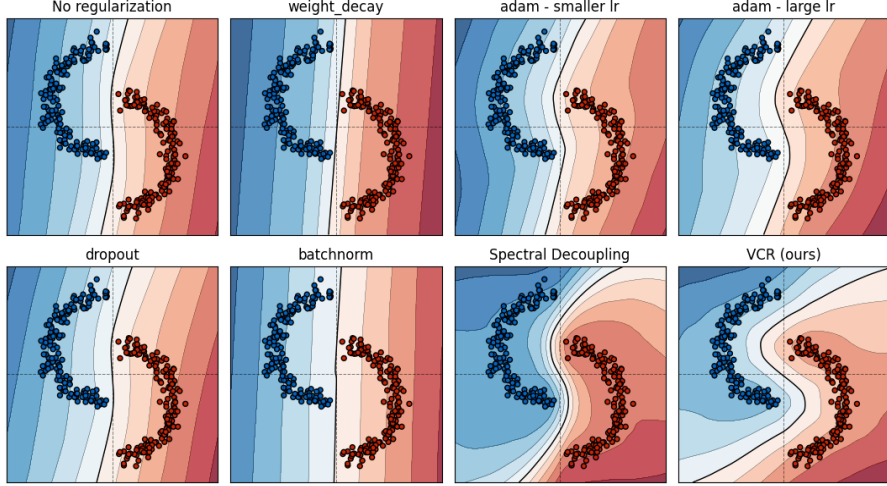 No regularization
weight_decay
adam - smaller lr
adam - large lr
dropout
batchnorm
Spectral Decoupling
VCR (ours)